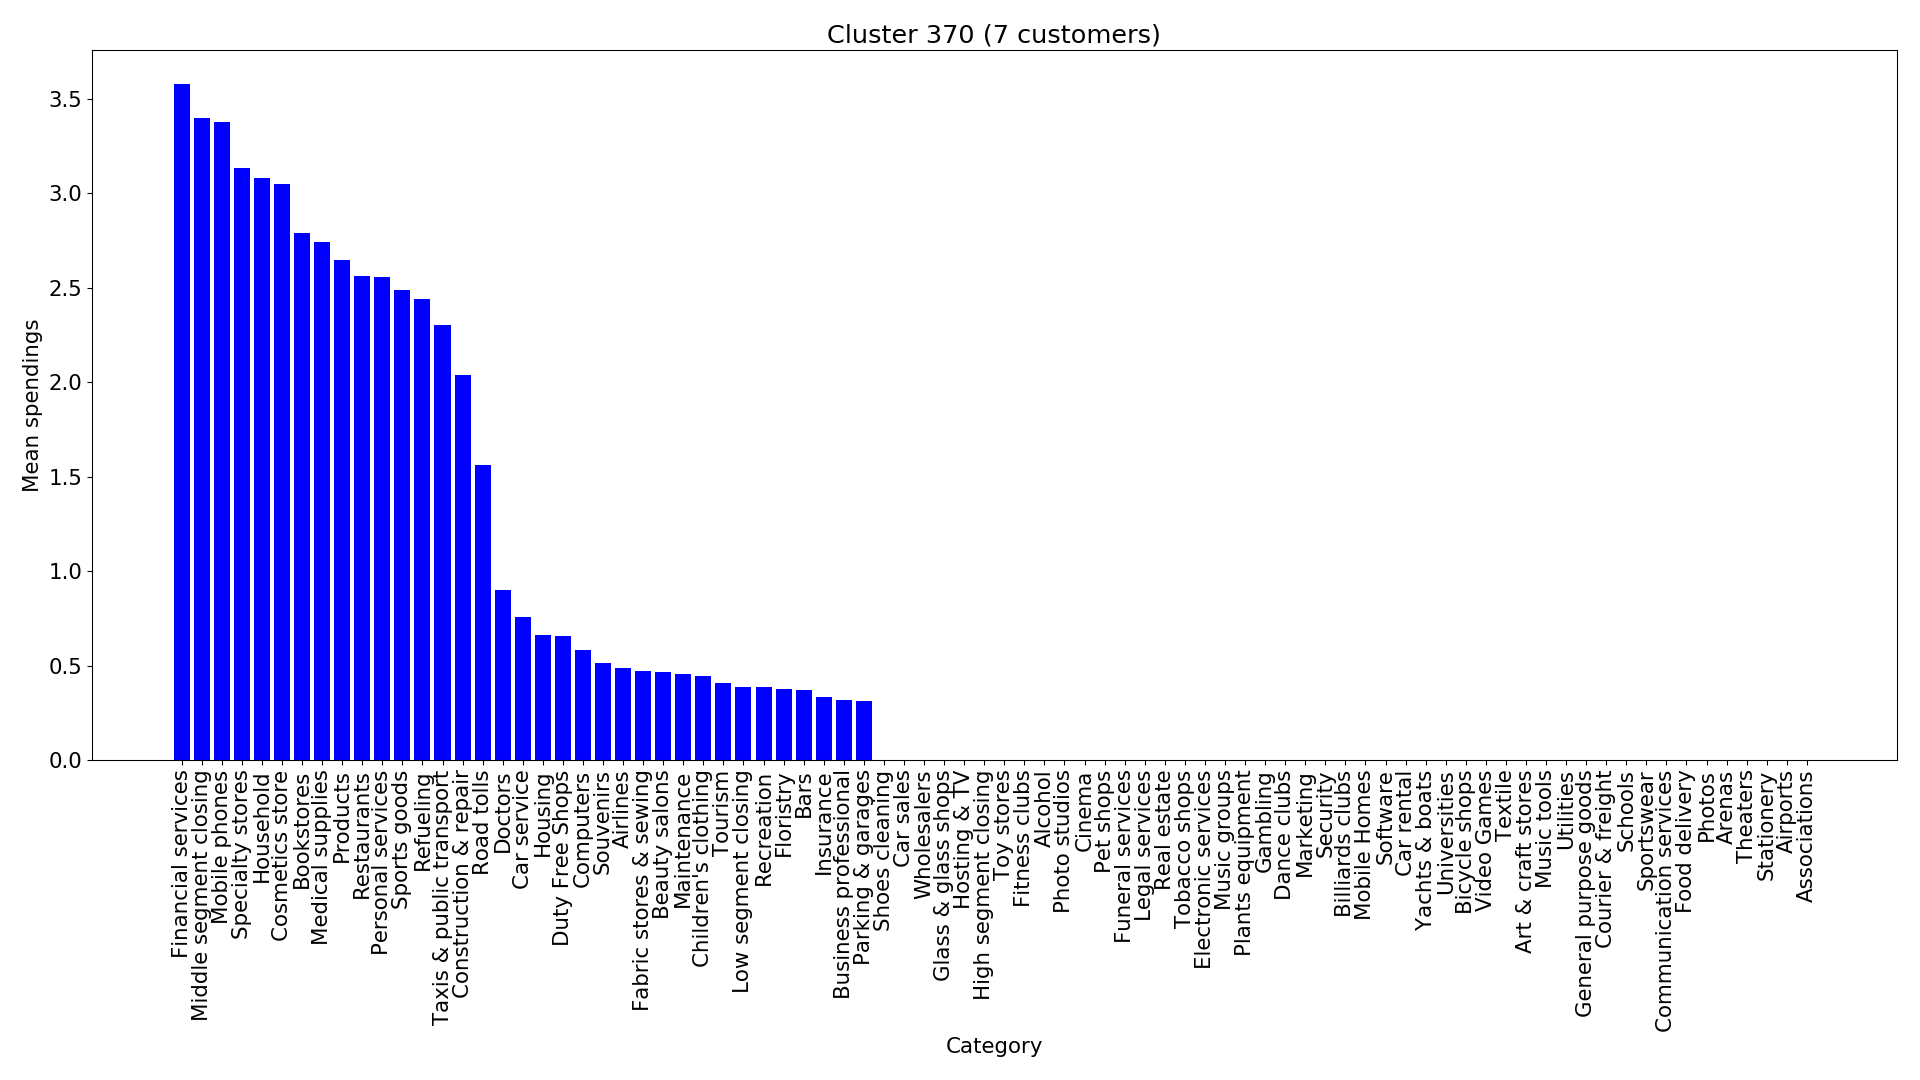 Cluster 370 (7 customers)
Mean spendings
3.5
3.0
2.5
2.0
1.5
1.0
0.5
0.0
Financial services
Middle segment closing
Mobile phones
Specialty stores
Household
Cosmetics store
Bookstores
Medical supplies
Products
Restaurants
Personal services
Sports goods
Refueling
Taxis & public transport
Construction & repair
Road tolls
Doctors
Car service
Housing
Duty Free Shops
Computers
Souvenirs
Airlines
Fabric stores & sewing
Beauty salons
Maintenance
Children's clothing
Tourism
Low segment closing
Recreation
Floristry
Bars
Insurance
Business professional
Parking & garages
Shoes cleaning
Car sales
Wholesalers
Glass & glass shops
Hosting & TV
High segment closing
Toy stores
Fitness clubs
Alcohol
Photo studios
Cinema
Pet shops
Funeral services
Legal services
Real estate
Tobacco shops
Electronic services
Music groups
Plants equipment
Gambling
Dance clubs
Marketing
Security
Billiards clubs
Mobile Homes
Software
Car rental
Yachts & boats
Universities
Bicycle shops
Video Games
Textile
Art & craft stores
Music tools
Utilities
General purpose goods
Courier & freight
Schools
Sportswear
Communication services
Food delivery
Photos
Arenas
Theaters
Stationery
Airports
Associations
Category